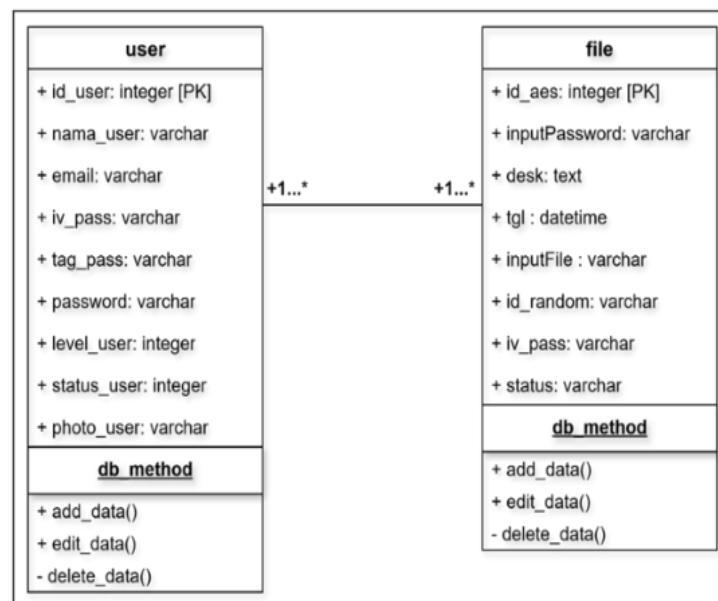 user
+ id_user: integer [PK]
+ nama_user: varchar
+ email: varchar
+ iv_pass: varchar
+ tag_pass: varchar
+ password: varchar
+ level_user: integer
+ status_user: integer
+ photo_user: varchar
db_method
+ add_data()
+ edit_data()
- delete_data()
+1...*
+1...*
file
+ id_aes: integer [PK]
+ inputPassword: varchar
+ desk: text
+ tgl : datetime
+ inputFile : varchar
+ id_random: varchar
+ iv_pass: varchar
+ status: varchar
db_method
+ add_data()
+ edit_data()
- delete_data()